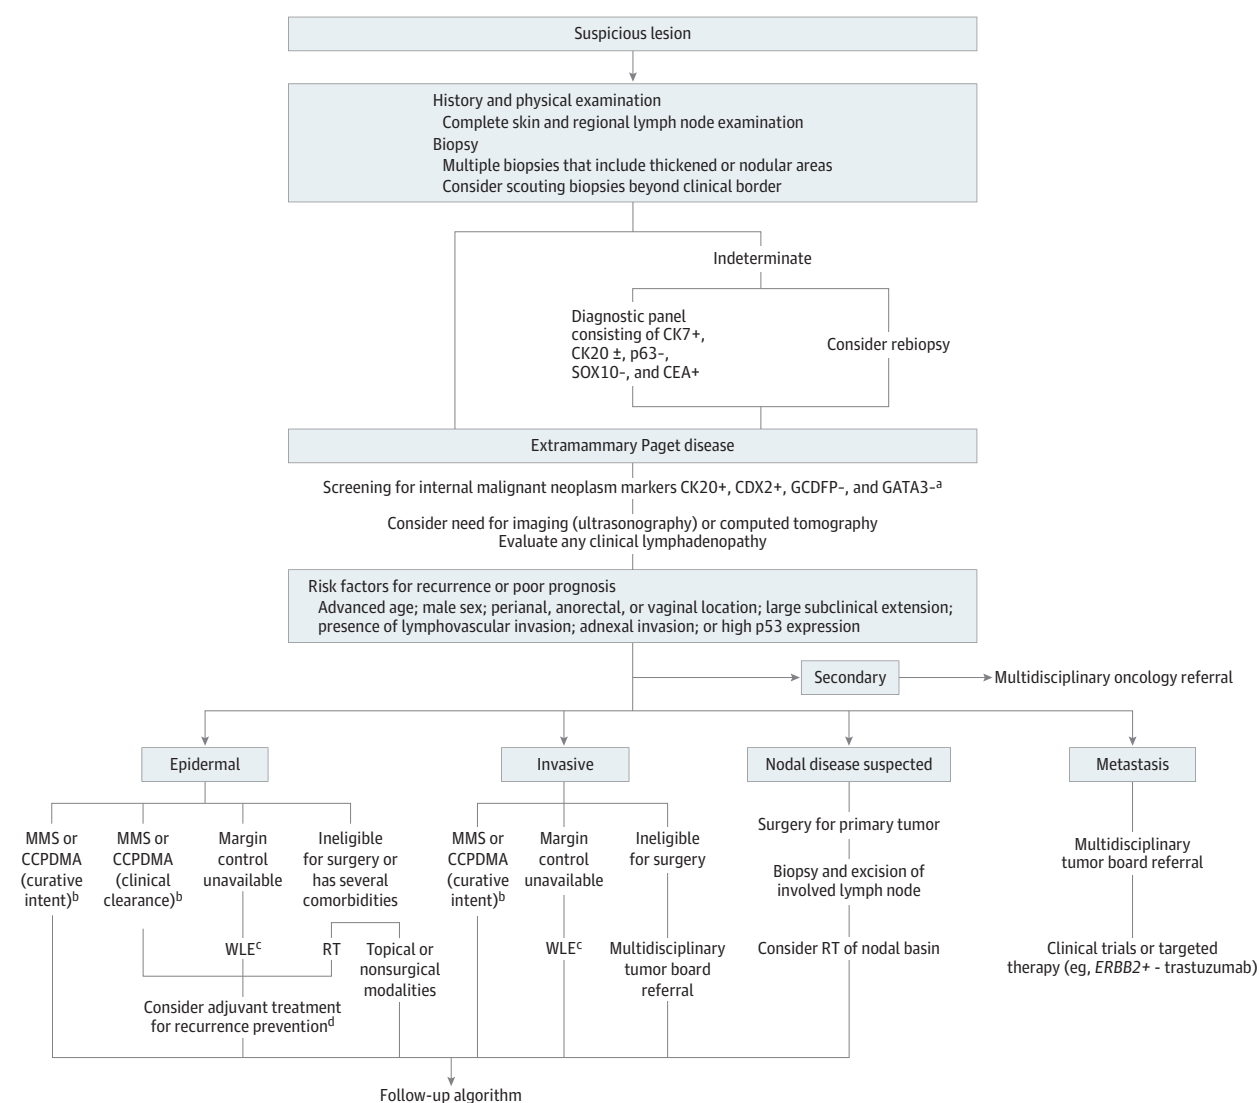 Suspicious lesion
History and physical examination
Complete skin and regional lymph node examination
Biopsy
Multiple biopsies that include thickened or nodular areas
Consider scouting biopsies beyond clinical border
Indeterminate
Diagnostic panel
consisting of CK7+,
CK20 ±, p63-,
SOX10-, and CEA+
Consider rebiopsy
Extramammary Paget disease
Screening for internal malignant neoplasm markers CK20+, CDX2+, GCDFP-, and GATA3-a
Consider need for imaging (ultrasonography) or computed tomography
Evaluate any clinical lymphadenopathy
Risk factors for recurrence or poor prognosis
Advanced age; male sex; perianal, anorectal, or vaginal location; large subclinical extension;
presence of lymphovascular invasion; adnexal invasion; or high p53 expression
Secondary
Multidisciplinary oncology referral
Epidermal
Invasive
Nodal disease suspected
Metastasis
MMS or
CCPDMA
(curative
intent)b
MMS or
CCPDMA
(clinical
clearance)b
Margin
control
unavailable
Ineligible
for surgery or
has several
comorbidities
WLEc
RT
Topical or
nonsurgical
modalities
Consider adjuvant treatment
for recurrence preventiond
MMS or
CCPDMA
(curative
intent)b
Margin
control
unavailable
Ineligible
for surgery
WLEc
Multidisciplinary
tumor board
referral
Surgery for primary tumor
Biopsy and excision of
involved lymph node
Consider RT of nodal basin
Multidisciplinary
tumor board referral
Clinical trials or targeted
therapy (eg, ERBB2+ - trastuzumab)
Follow-up algorithm